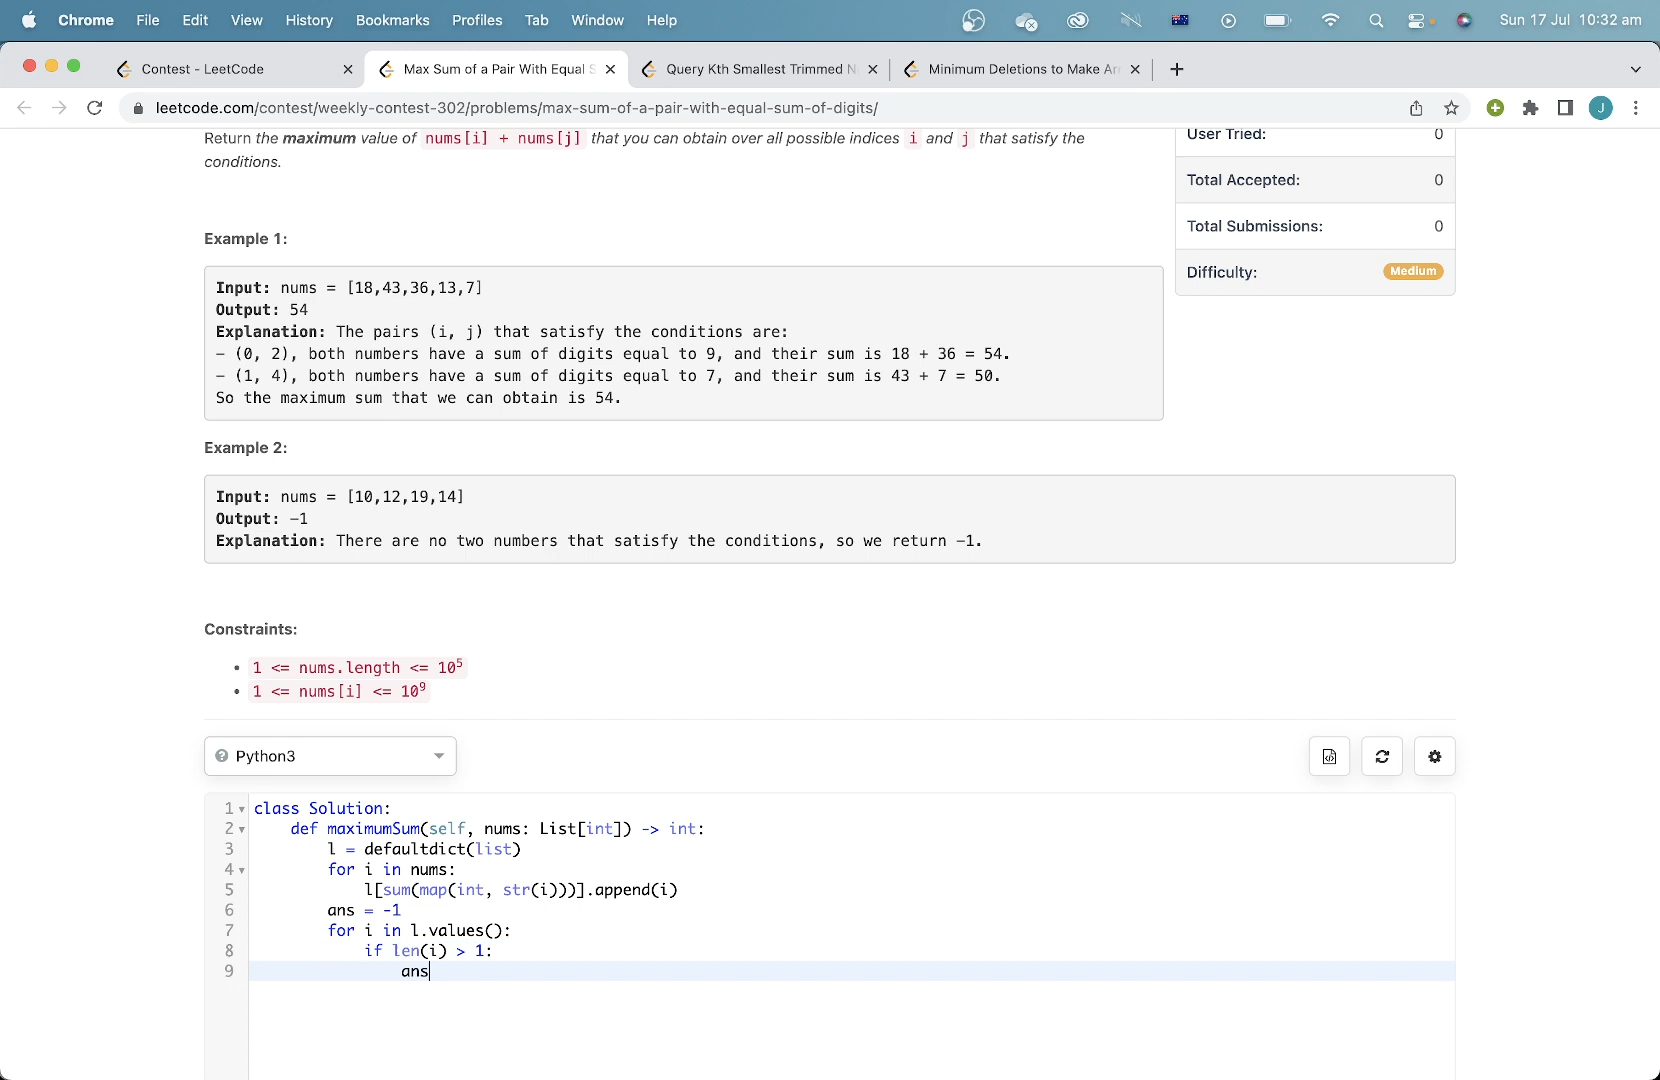 Chrome File Edit View History Bookmarks Profiles Tab Window Help Sun 17 Jul 10:32 am
Contest - LeetCode Max Sum of a Pair With Equal S Query Kth Smallest Trimmed N Minimum Deletions to Make Ar
leetcode.com/contest/weekly-contest-302/problems/max-sum-of-a-pair-with-equal-sum-of-digits/ J
Return the maximum value of nums[i] + nums[j] that you can obtain over all possible indices i and j that satisfy the
conditions.
User Tried: 0
Total Accepted: 0
Total Submissions: 0
Difficulty: Medium
Example 1:
Input: nums = [18,43,36,13,7]
Output: 54
Explanation: The pairs (i, j) that satisfy the conditions are:
- (0, 2), both numbers have a sum of digits equal to 9, and their sum is 18 + 36 = 54.
- (1, 4), both numbers have a sum of digits equal to 7, and their sum is 43 + 7 = 50.
So the maximum sum that we can obtain is 54.
Example 2:
Input: nums = [10,12,19,14]
Output: -1
Explanation: There are no two numbers that satisfy the conditions, so we return -1.
Constraints:
• 1 <= nums.length <= 10⁵
• 1 <= nums[i] <= 10⁹
Python3
1 class Solution:
2 def maximumSum(self, nums: List[int]) -> int:
3 l = defaultdict(list)
4 for i in nums:
5 l[sum(map(int, str(i)))].append(i)
6 ans = -1
7 for i in l.values():
8 if len(i) > 1:
9 ans